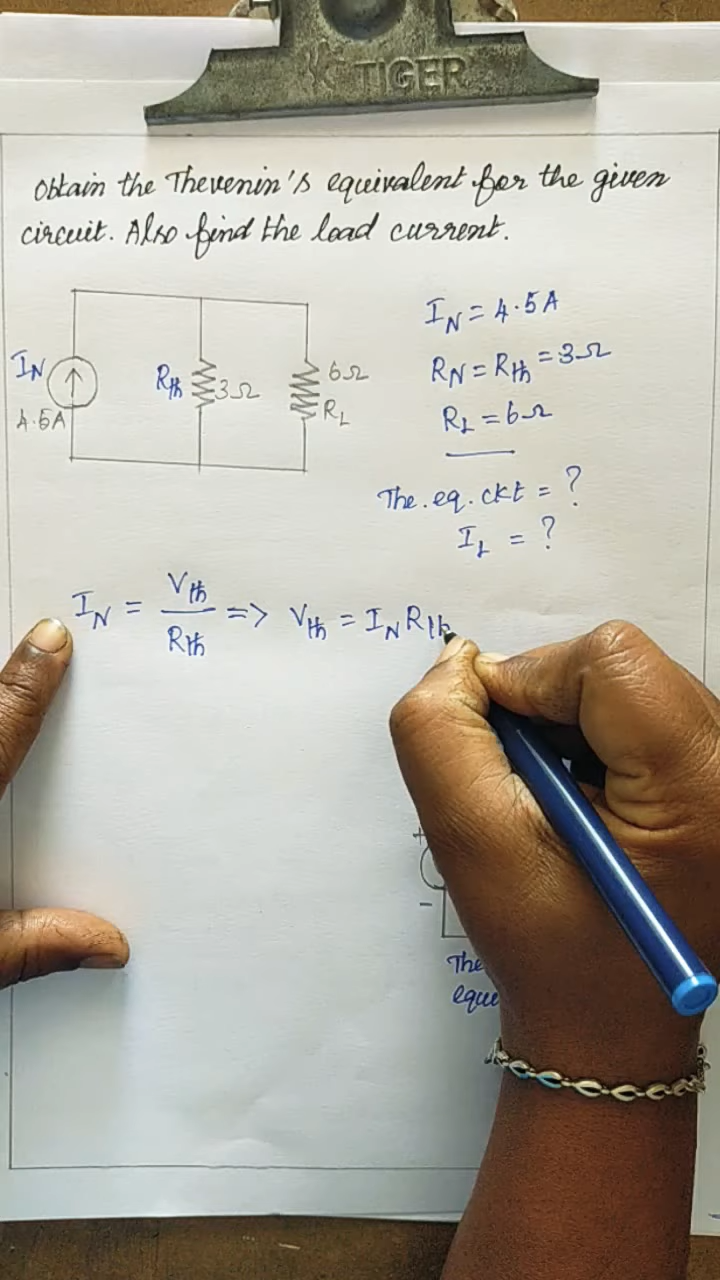 TIGER
Obtain the Thevenin's equivalent for the given
circuit. Also find the load current.
I_N = 4.5A
R_N = R_th = 3Ω
R_L = 6Ω
The. eq. ckt = ?
I_L = ?
I_N
4.5A
R_th 3Ω
6Ω
R_L
I_N = V_th / R_th => V_th = I_N R_th
+
-
The
eque